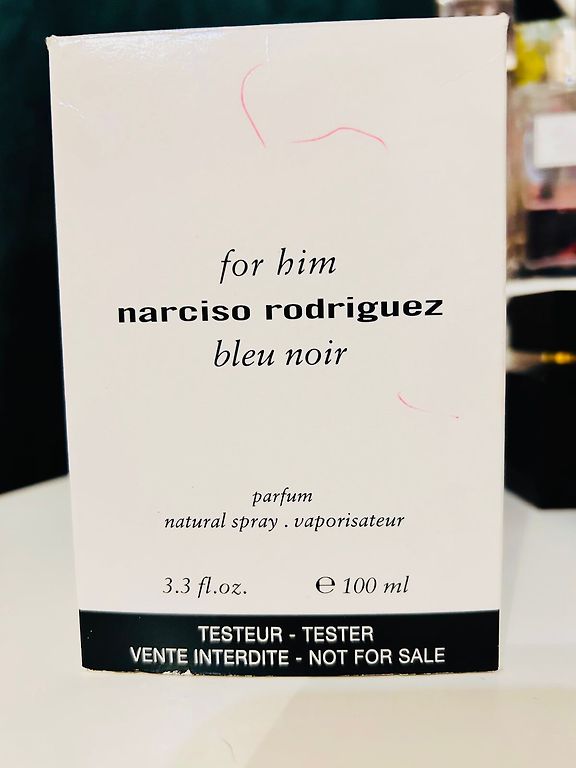 for him
narciso rodriguez
bleu noir
parfum
natural spray . vaporisateur
3.3 fl.oz. ℮ 100 ml
TESTEUR - TESTER
VENTE INTERDITE - NOT FOR SALE